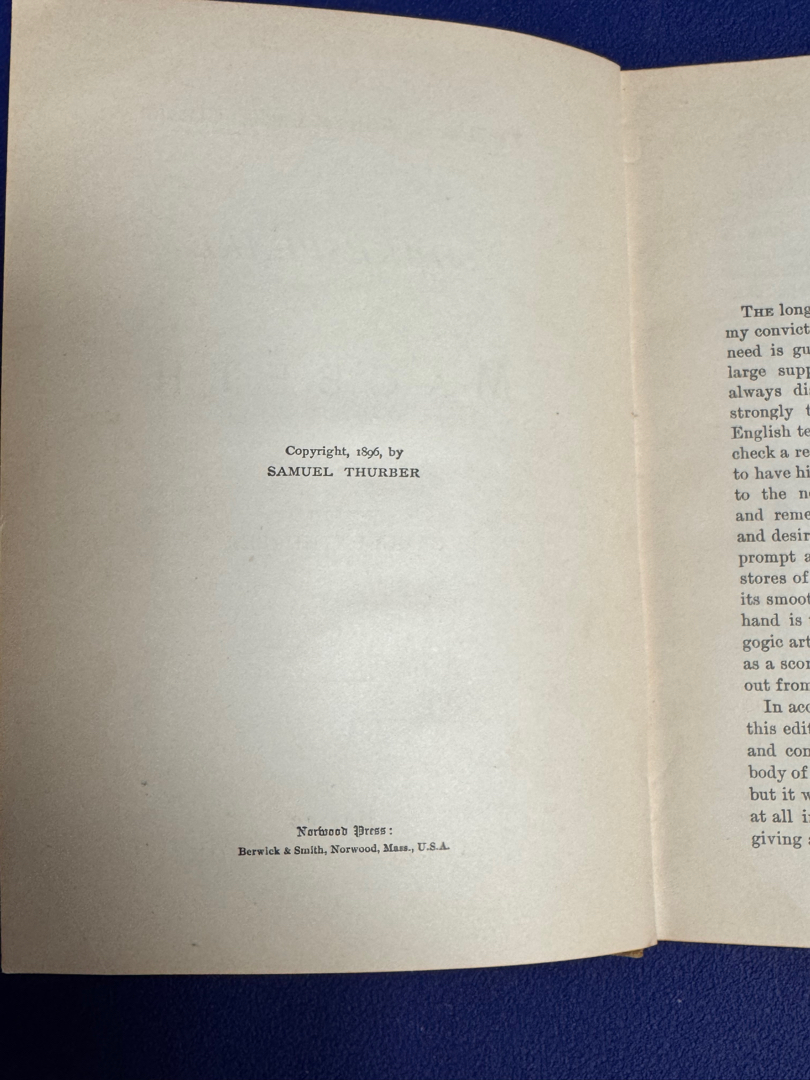 Copyright, 1896, by
SAMUEL THURBER
Norwood Press:
Berwick & Smith, Norwood, Mass., U.S.A.
THE long
my convict
need is gu
large supp
always di
strongly t
English te
check a re
to have hi
to the n
and reme
and desir
prompt a
stores of
its smoot
hand is
gogic art
as a scor
out from
In acc
this edit
and con
body of
but it w
at all i
giving a